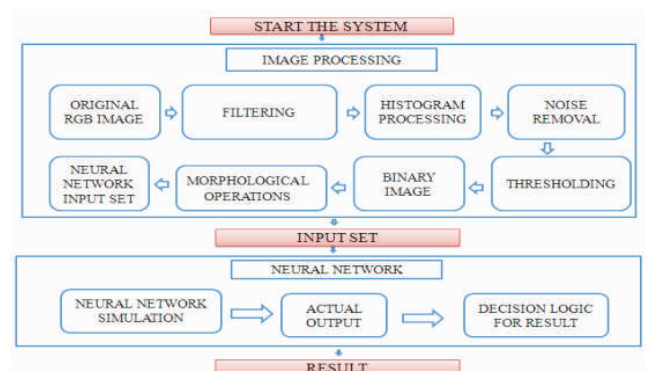 START THE SYSTEM
IMAGE PROCESSING
ORIGINAL
RGB IMAGE
FILTERING
HISTOGRAM
PROCESSING
NOISE
REMOVAL
NEURAL
NETWORK
INPUT SET
MORPHOLOGICAL
OPERATIONS
BINARY
IMAGE
THRESHOLDING
INPUT SET
NEURAL NETWORK
NEURAL NETWORK
SIMULATION
ACTUAL
OUTPUT
DECISION LOGIC
FOR RESULT
RESULT